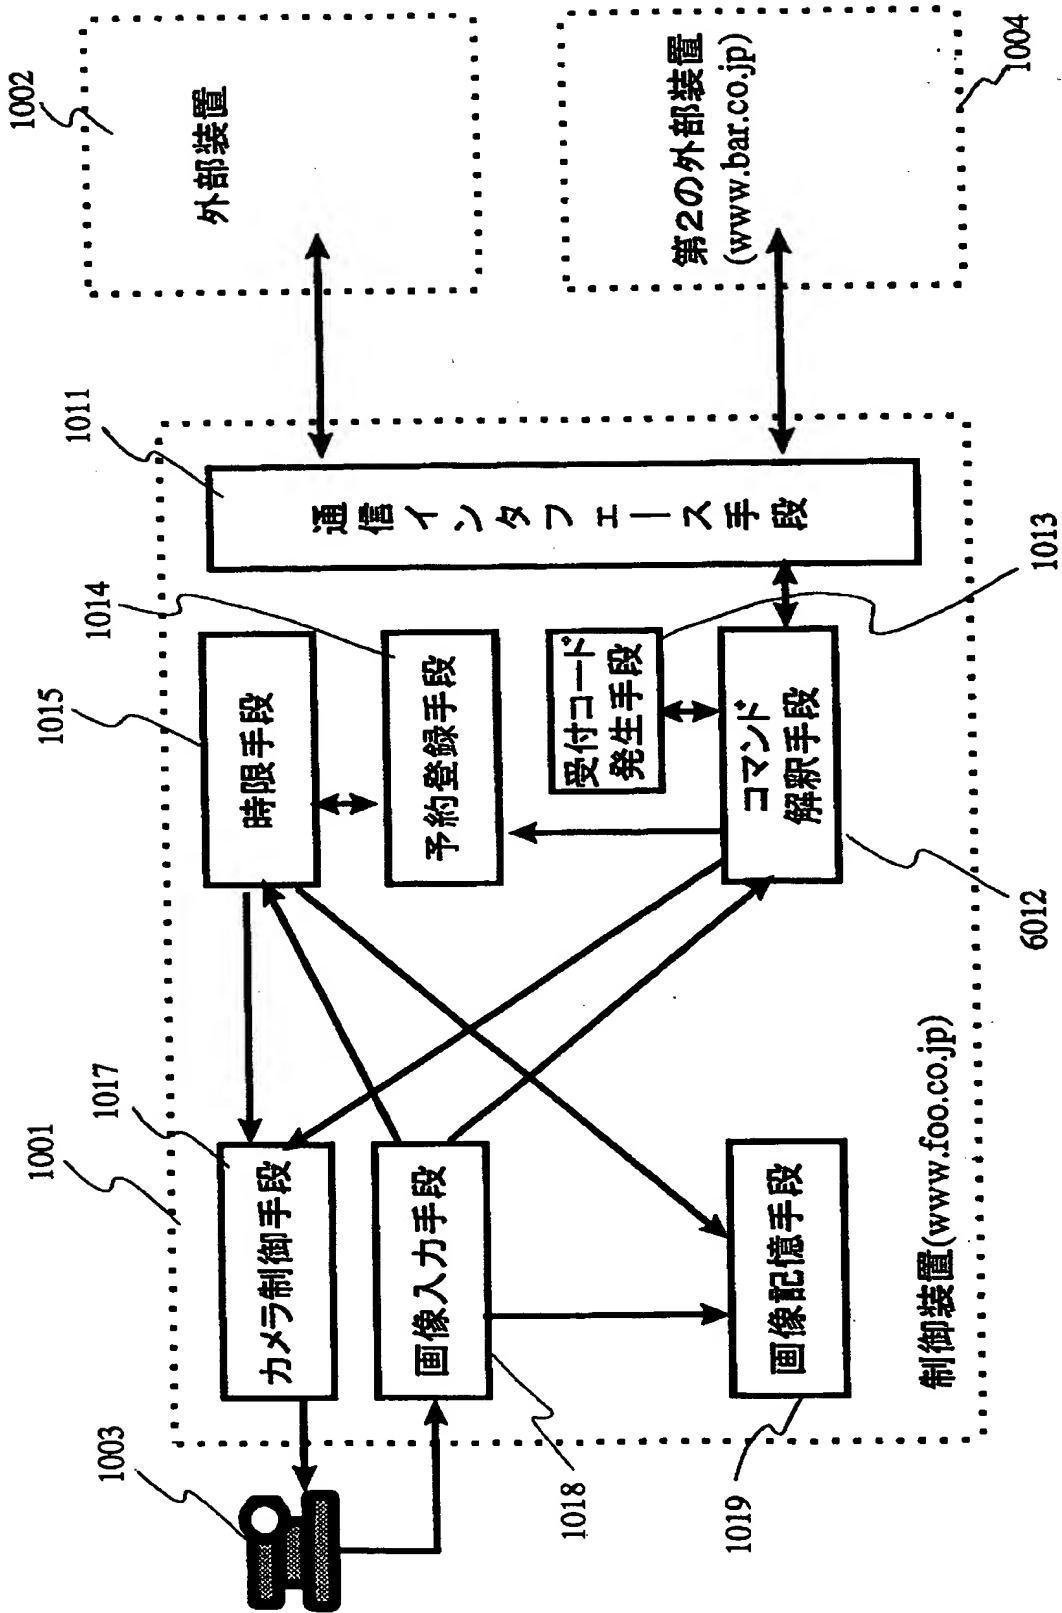 1002
外部装置
第2の外部装置
(www.bar.co.jp)
1004
1011
通信インタフェース手段
1013
1014
1015
時限手段
予約登録手段
受付コード
発生手段
コマンド
解釈手段
6012
1001
1017
カメラ制御手段
画像入力手段
画像記憶手段
制御装置(www.foo.co.jp)
1003
1018
1019